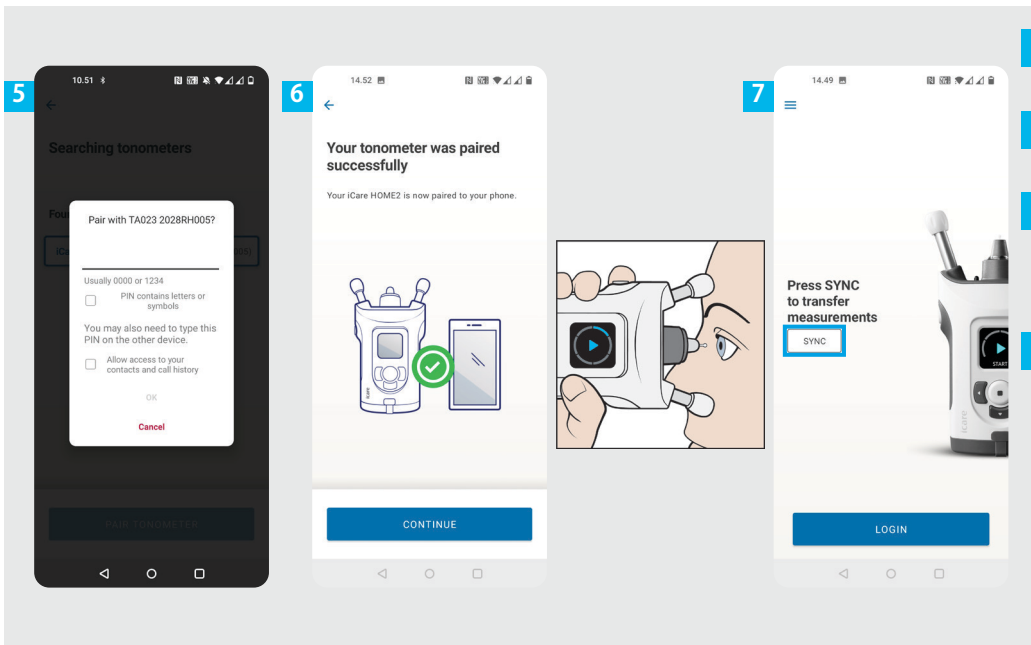 5
10.51
Searching tonometers
Pair with TA023 2028RH005?
Usually 0000 or 1234
PIN contains letters or
symbols
You may also need to type this
PIN on the other device.
Allow access to your
contacts and call history
OK
Cancel
PAIR TONOMETER
6
14.52
Your tonometer was paired
successfully
Your iCare HOME2 is now paired to your phone.
icare
CONTINUE
7
14.49
Press SYNC
to transfer
measurements
SYNC
START
icare
LOGIN